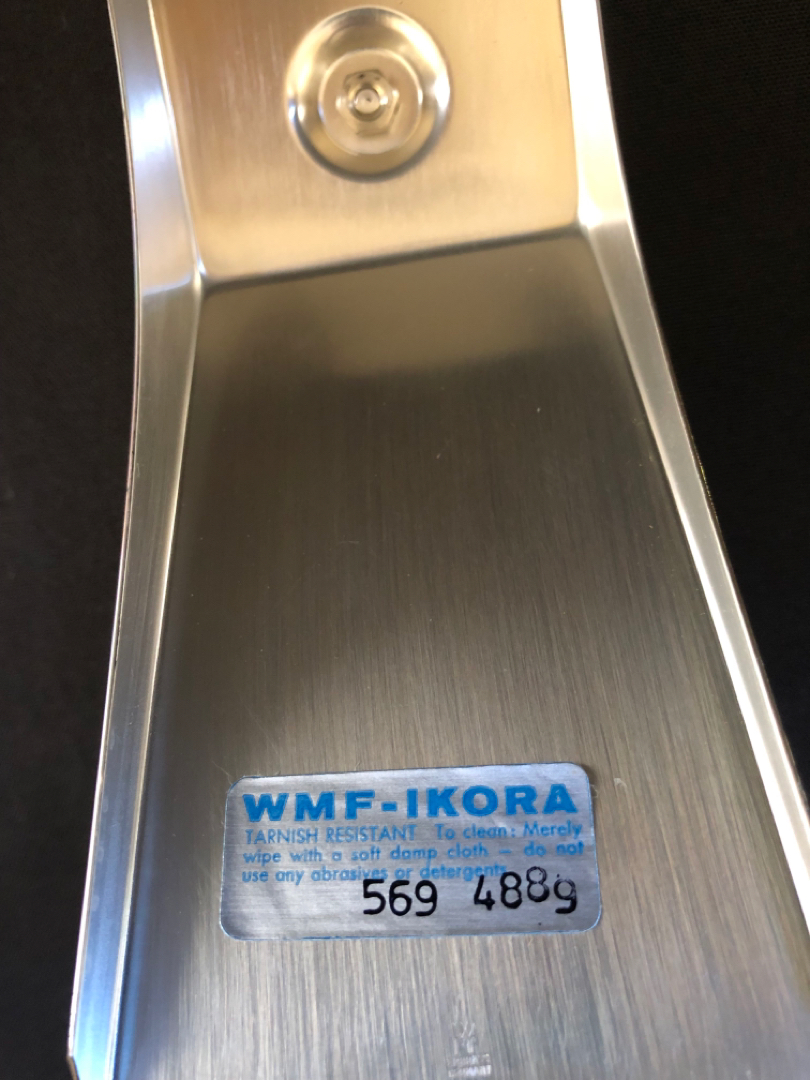 WMF-IKORA
TARNISH RESISTANT To clean: Merely
wipe with a soft damp cloth – do not
use any abrasives or detergents
569 4889